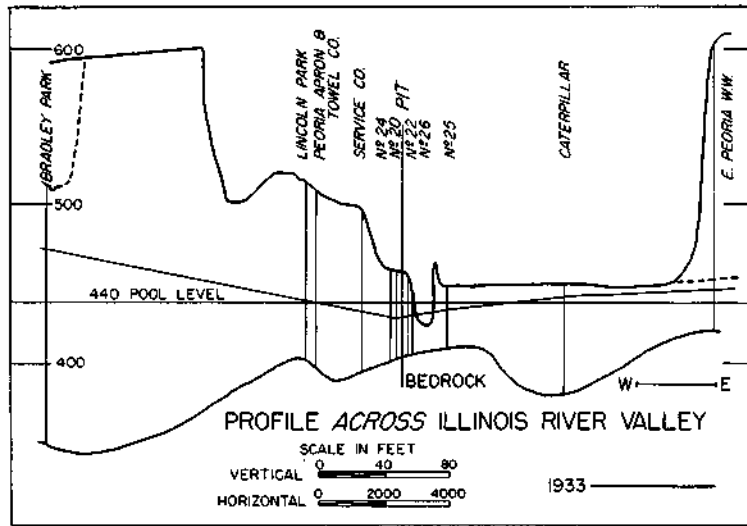 600
500
400
BRADLEY PARK
LINCOLN PARK
PEORIA APRON &
TOWEL CO.
SERVICE CO.
Nº 24
Nº 20
PIT
Nº 22
Nº 26
Nº 25
CATERPILLAR
E. PEORIA W.W.
440 POOL LEVEL
BEDROCK
W E
PROFILE ACROSS ILLINOIS RIVER VALLEY
SCALE IN FEET
VERTICAL 0 40 80
HORIZONTAL 0 2000 4000
1933